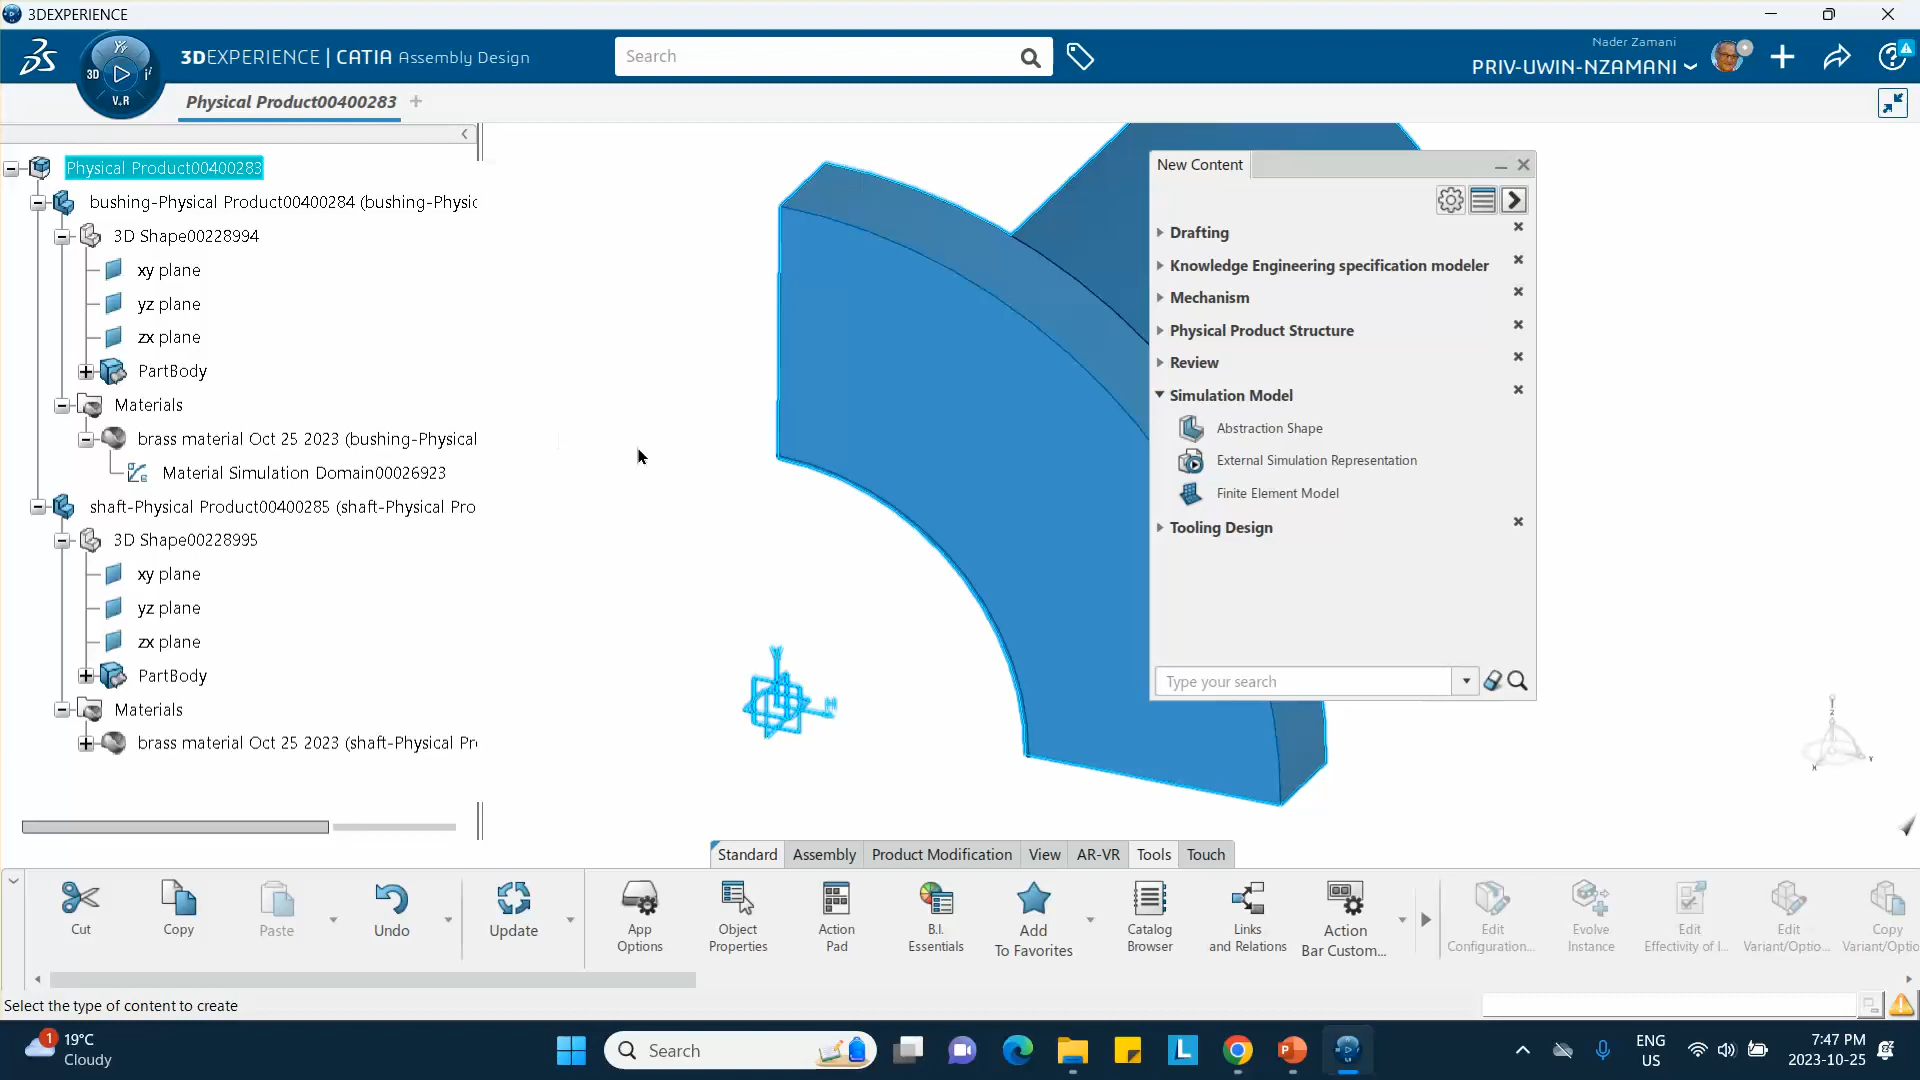 3DEXPERIENCE
3DEXPERIENCE | CATIA Assembly Design
Search
Nader Zamani
PRIV-UWIN-NZAMANI
3D
V.R
Physical Product00400283
Physical Product00400283
bushing-Physical Product00400284 (bushing-Physic
3D Shape00228994
xy plane
yz plane
zx plane
PartBody
Materials
brass material Oct 25 2023 (bushing-Physical
Material Simulation Domain00026923
shaft-Physical Product00400285 (shaft-Physical Pro
3D Shape00228995
xy plane
yz plane
zx plane
PartBody
Materials
brass material Oct 25 2023 (shaft-Physical Pr
New Content
Drafting
Knowledge Engineering specification modeler
Mechanism
Physical Product Structure
Review
Simulation Model
Abstraction Shape
External Simulation Representation
Finite Element Model
Tooling Design
Type your search
Standard Assembly Product Modification View AR-VR Tools Touch
Cut
Copy
Paste
Undo
Update
App Options
Object Properties
Action Pad
B.I. Essentials
Add To Favorites
Catalog Browser
Links and Relations
Action Bar Custom...
Edit Configuration...
Evolve Instance
Edit Effectivity of I...
Edit Variant/Optio...
Copy Variant/Optio
Select the type of content to create
1
19°C
Cloudy
Search
ENG
US
7:47 PM
2023-10-25